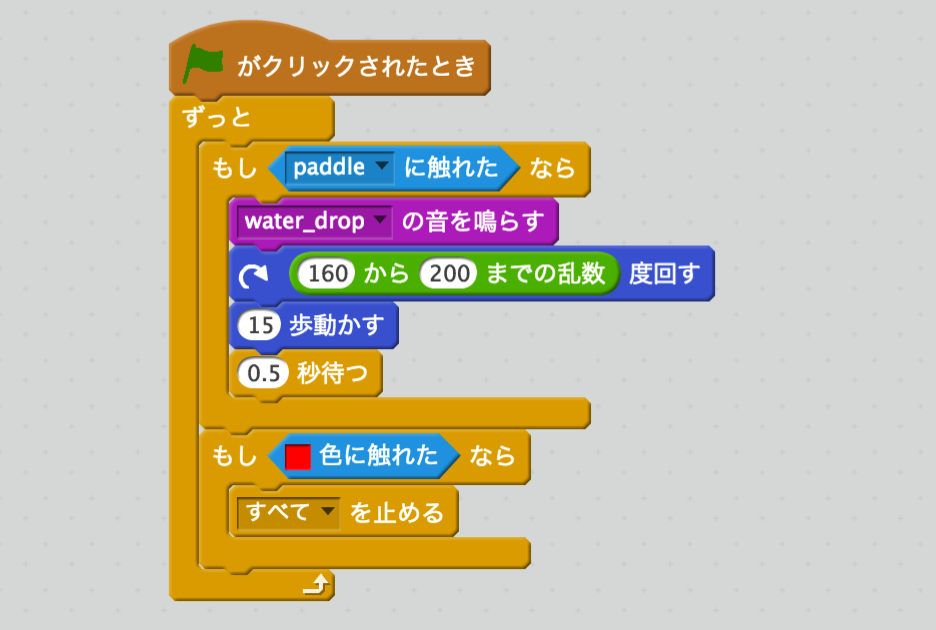 がクリックされたとき
ずっと
もし paddle に触れた なら
water_drop の音を鳴らす
160 から 200 までの乱数 度回す
15 歩動かす
0.5 秒待つ
もし 色に触れた なら
すべて を止める